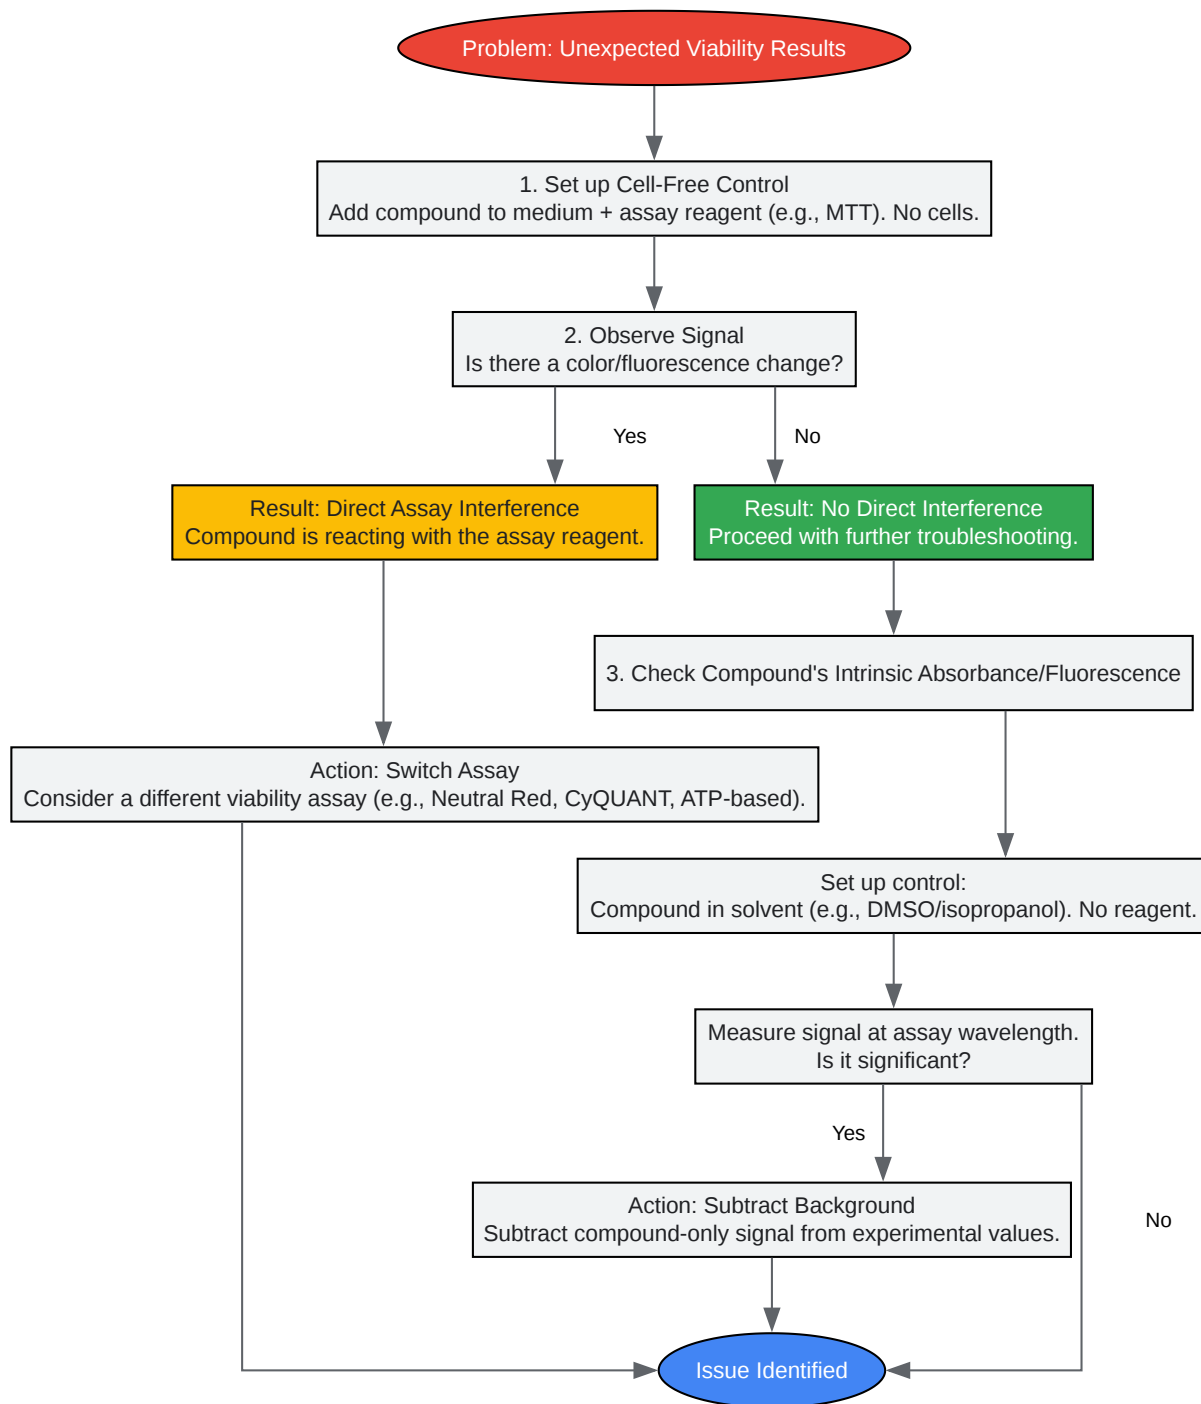 Problem: Unexpected Viability Results
1. Set up Cell-Free Control
Add compound to medium + assay reagent (e.g., MTT). No cells.
2. Observe Signal
Is there a color/fluorescence change?
Yes
No
Result: Direct Assay Interference
Compound is reacting with the assay reagent.
Result: No Direct Interference
Proceed with further troubleshooting.
3. Check Compound's Intrinsic Absorbance/Fluorescence
Action: Switch Assay
Consider a different viability assay (e.g., Neutral Red, CyQUANT, ATP-based).
Set up control:
Compound in solvent (e.g., DMSO/isopropanol). No reagent.
Measure signal at assay wavelength.
Is it significant?
Yes
Action: Subtract Background
Subtract compound-only signal from experimental values.
No
Issue Identified